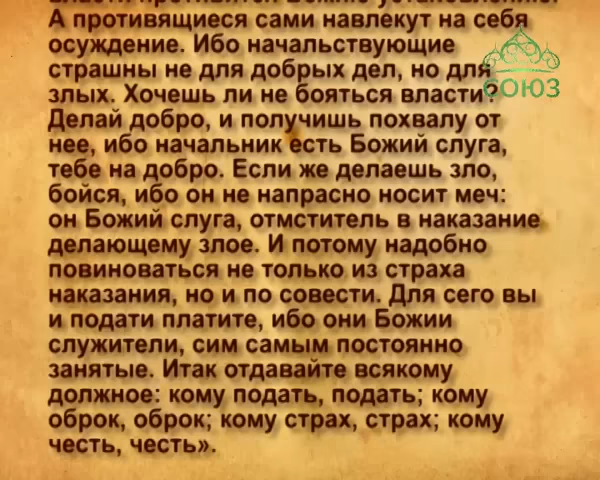 власти противятся Божию установлению.
А противящиеся сами навлекут на себя
осуждение. Ибо начальствующие
страшны не для добрых дел, но для
злых. Хочешь ли не бояться власти?
Делай добро, и получишь похвалу от
нее, ибо начальник есть Божий слуга,
тебе на добро. Если же делаешь зло,
бойся, ибо он не напрасно носит меч:
он Божий слуга, отмститель в наказание
делающему злое. И потому надобно
повиноваться не только из страха
наказания, но и по совести. Для сего вы
и подати платите, ибо они Божии
служители, сим самым постоянно
занятые. Итак отдавайте всякому
должное: кому подать, подать; кому
оброк, оброк; кому страх, страх; кому
честь, честь».
СОЮЗ